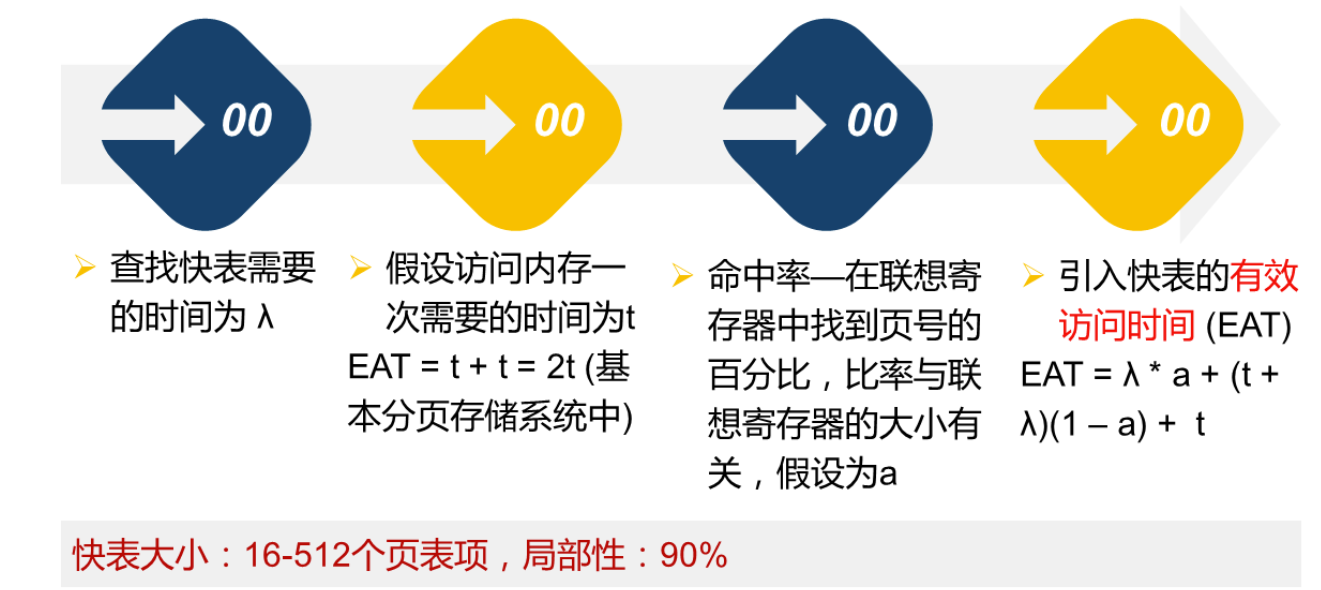 00
00
00
00
➢ 查找快表需要
的时间为 λ
➢ 假设访问内存一
次需要的时间为t
EAT = t + t = 2t (基
本分页存储系统中)
➢ 命中率—在联想寄
存器中找到页号的
百分比，比率与联
想寄存器的大小有
关，假设为a
➢ 引入快表的有效
访问时间 (EAT)
EAT = λ * a + (t +
λ)(1 – a) + t
快表大小：16-512个页表项，局部性：90%